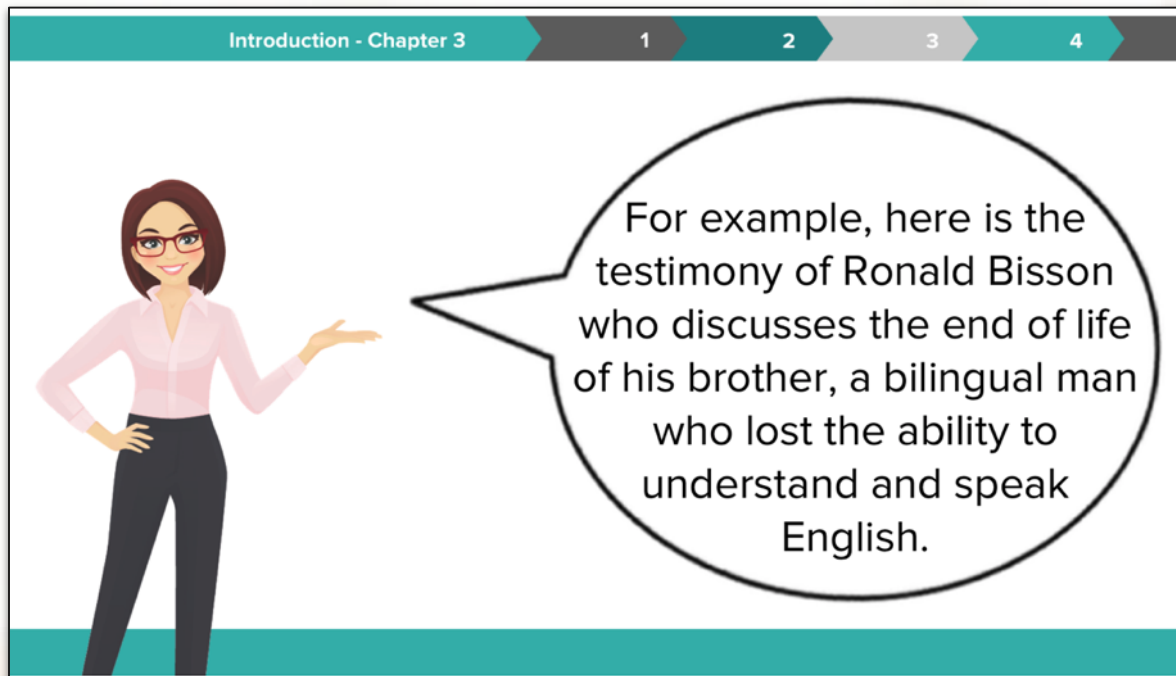 Introduction - Chapter 3 1 2 3 4
For example, here is the
testimony of Ronald Bisson
who discusses the end of life
of his brother, a bilingual man
who lost the ability to
understand and speak
English.